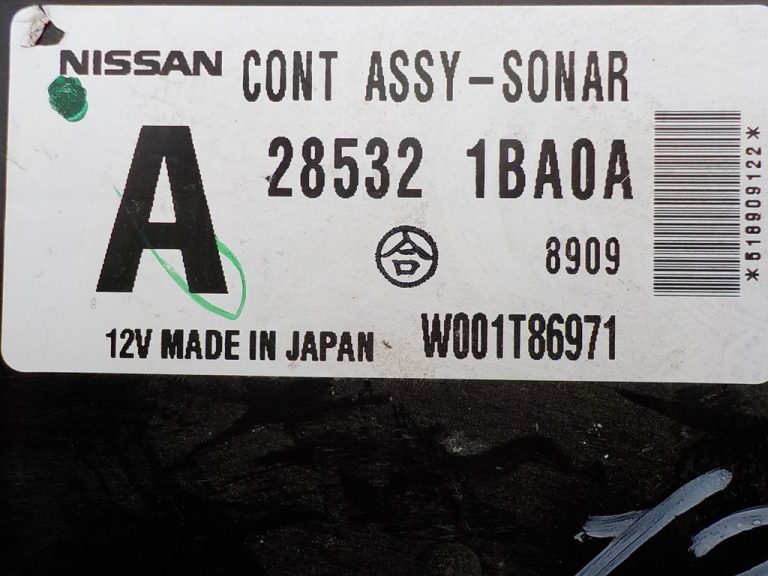 NISSAN CONT ASSY-SONAR
A 28532 1BA0A
合 8909
12V MADE IN JAPAN W001T86971
*518909122*